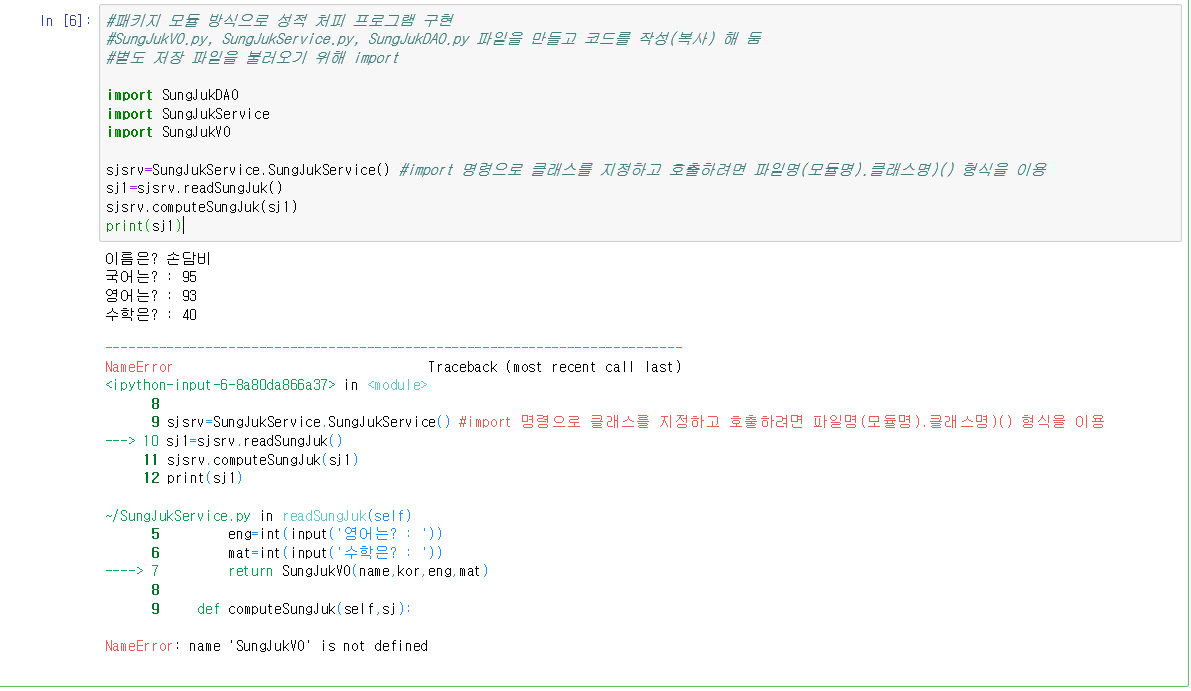 In [6]:
#패키지 모듈 방식으로 성적 처피 프로그램 구현
#SungJukVO.py, SungJukService.py, SungJukDAO.py 파일을 만들고 코드를 작성(복사) 해 둠
#별도 저장 파일을 불러오기 위해 import
import SungJukDAO
import SungJukService
import SungJukVO
sjsrv=SungJukService.SungJukService() #import 명령으로 클래스를 지정하고 호출하려면 파일명(모듈명).클래스명)() 형식을 이용
sj1=sjsrv.readSungJuk()
sjsrv.computeSungJuk(sj1)
print(sj1)
이름은? 손담비
국어는? : 95
영어는? : 93
수학은? : 40
---------------------------------------------------------------------------
NameError                                 Traceback (most recent call last)
<ipython-input-6-8a80da866a37> in <module>
      8
      9 sjsrv=SungJukService.SungJukService() #import 명령으로 클래스를 지정하고 호출하려면 파일명(모듈명).클래스명)() 형식을 이용
---> 10 sj1=sjsrv.readSungJuk()
     11 sjsrv.computeSungJuk(sj1)
     12 print(sj1)
~/SungJukService.py in readSungJuk(self)
      5         eng=int(input('영어는? : '))
      6         mat=int(input('수학은? : '))
----> 7         return SungJukVO(name,kor,eng,mat)
      8
      9     def computeSungJuk(self,sj):
NameError: name 'SungJukVO' is not defined